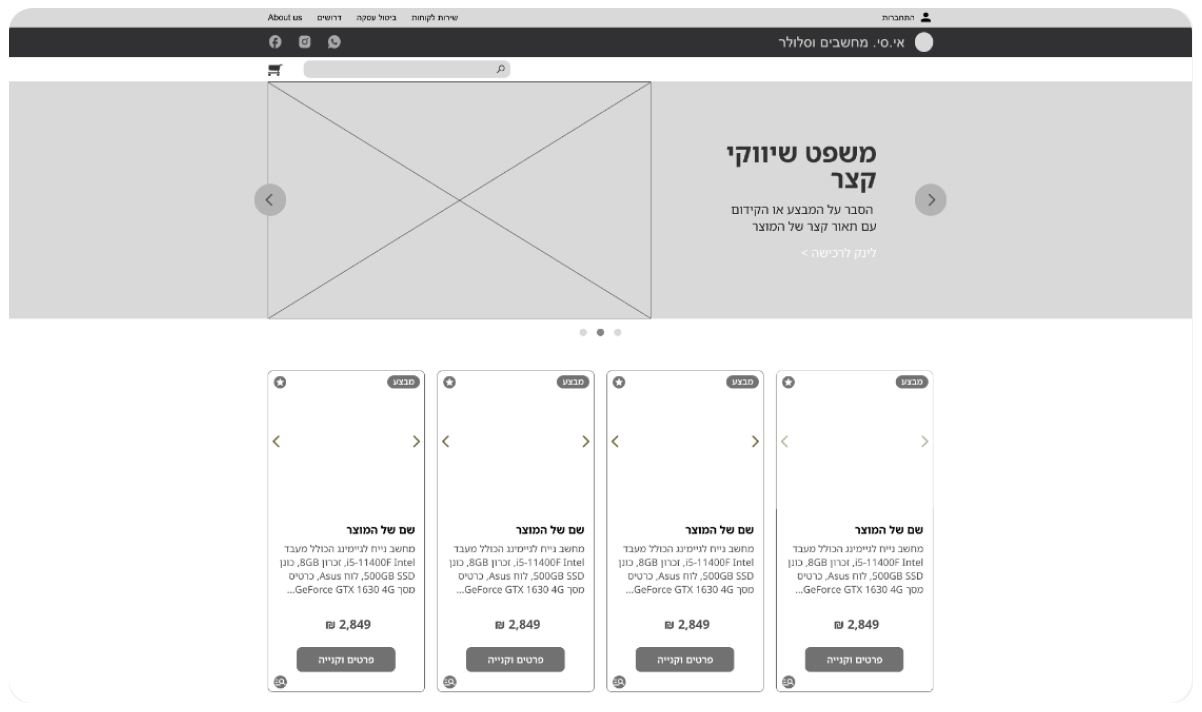 התחברות
שירות לקוחות
ביטול עסקה
דרושים
About us
אי.סי. מחשבים וסלולר
משפט שיווקי
קצר
הסבר על המבצע או הקידום
עם תאור קצר של המוצר
לינק לרכישה >
מבצע
שם של המוצר
מחשב נייח לגיימינג הכולל מעבד
i5-11400F Intel, זכרון 8GB, כונן
500GB SSD, לוח Asus, כרטיס
מסך GeForce GTX 1630 4G...
2,849 ₪
פרטים וקנייה
מבצע
שם של המוצר
מחשב נייח לגיימינג הכולל מעבד
i5-11400F Intel, זכרון 8GB, כונן
500GB SSD, לוח Asus, כרטיס
מסך GeForce GTX 1630 4G...
2,849 ₪
פרטים וקנייה
מבצע
שם של המוצר
מחשב נייח לגיימינג הכולל מעבד
i5-11400F Intel, זכרון 8GB, כונן
500GB SSD, לוח Asus, כרטיס
מסך GeForce GTX 1630 4G...
2,849 ₪
פרטים וקנייה
מבצע
שם של המוצר
מחשב נייח לגיימינג הכולל מעבד
i5-11400F Intel, זכרון 8GB, כונן
500GB SSD, לוח Asus, כרטיס
מסך GeForce GTX 1630 4G...
2,849 ₪
פרטים וקנייה